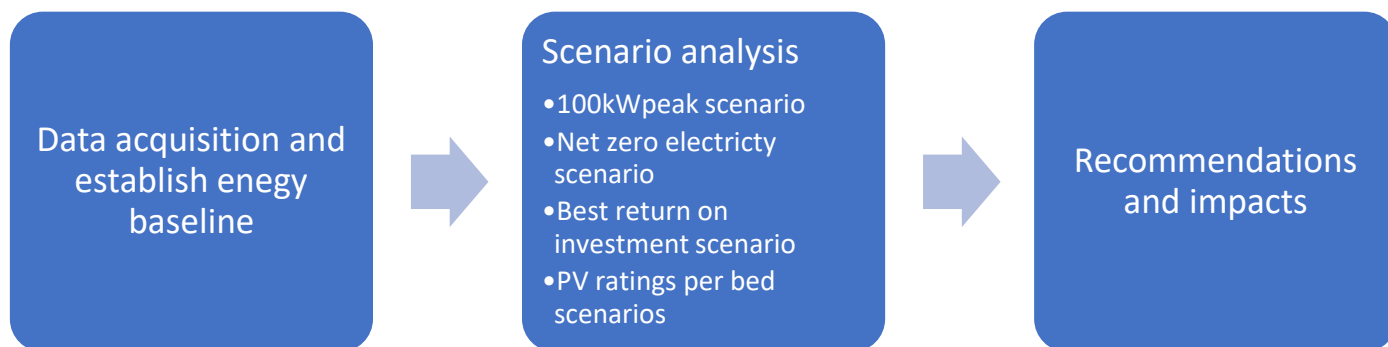 Data acquisition and
establish enegy
baseline
Scenario analysis
•100kWpeak scenario
•Net zero electricty
scenario
•Best return on
investment scenario
•PV ratings per bed
scenarios
Recommendations
and impacts